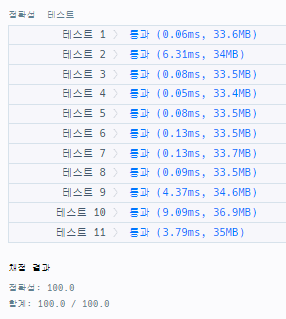 정확성 테스트
테스트 1 〉 통과 (0.06ms, 33.6MB)
테스트 2 〉 통과 (6.31ms, 34MB)
테스트 3 〉 통과 (0.08ms, 33.5MB)
테스트 4 〉 통과 (0.05ms, 33.4MB)
테스트 5 〉 통과 (0.08ms, 33.5MB)
테스트 6 〉 통과 (0.13ms, 33.5MB)
테스트 7 〉 통과 (0.13ms, 33.7MB)
테스트 8 〉 통과 (0.09ms, 33.5MB)
테스트 9 〉 통과 (4.37ms, 34.6MB)
테스트 10 〉 통과 (9.09ms, 36.9MB)
테스트 11 〉 통과 (3.79ms, 35MB)
채점 결과
정확성: 100.0
합계: 100.0 / 100.0